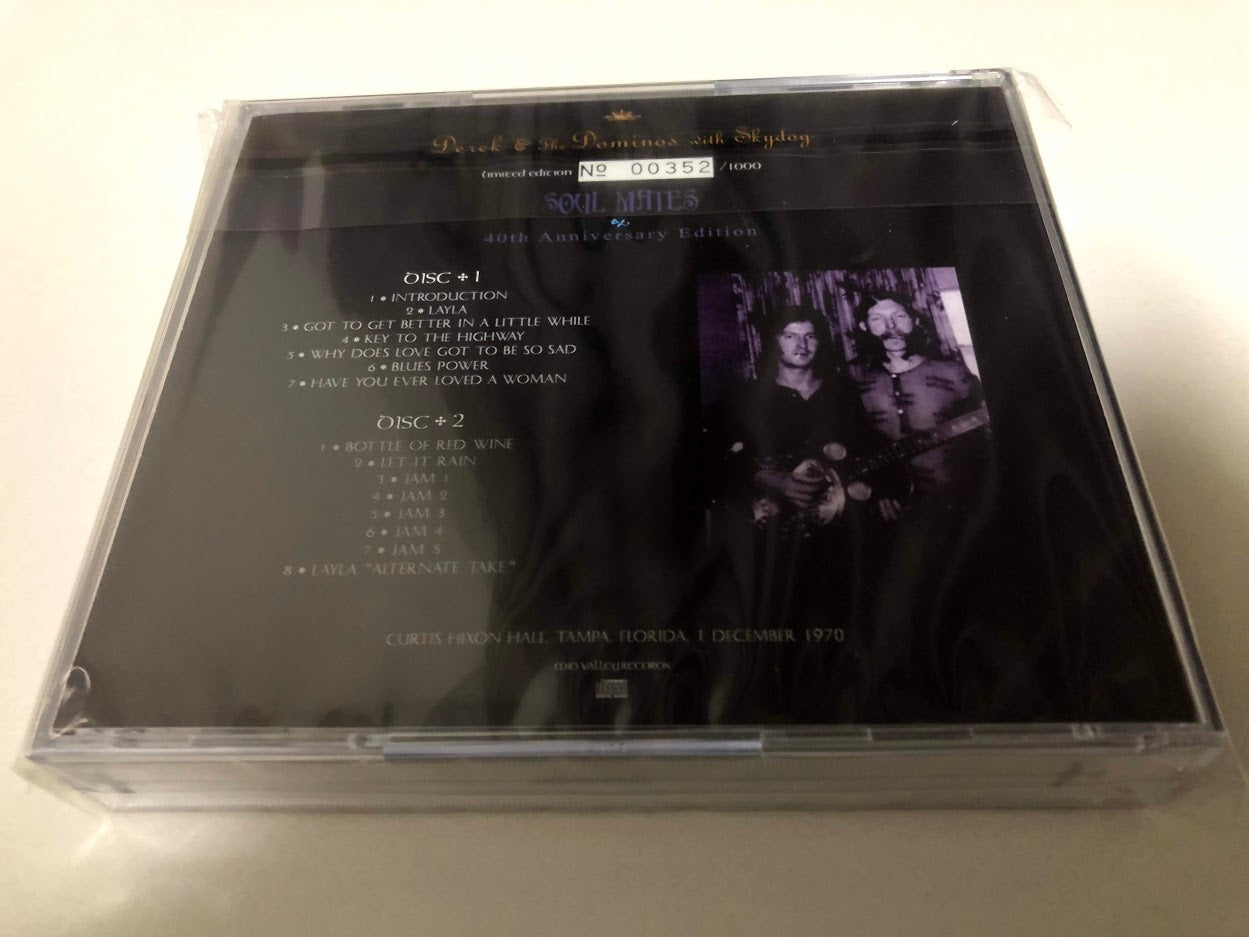 Derek & The Dominos with Skydog
Limited edition Nº 00352 /1000
SOUL MATES
40th Anniversary Edition
DISC + 1
1 • INTRODUCTION
2 • LAYLA
3 • GOT TO GET BETTER IN A LITTLE WHILE
4 • KEY TO THE HIGHWAY
5 • WHY DOES LOVE GOT TO BE SO SAD
6 • BLUES POWER
7 • HAVE YOU EVER LOVED A WOMAN
DISC + 2
1 • BOTTLE OF RED WINE
2 • LET IT RAIN
3 • JAM 1
4 • JAM 2
5 • JAM 3
6 • JAM 4
7 • JAM 5
8 • LAYLA "ALTERNATE TAKE"
CURTIS HIXON HALL, TAMPA, FLORIDA, 1 DECEMBER 1970
MID VALLEY RECORDS